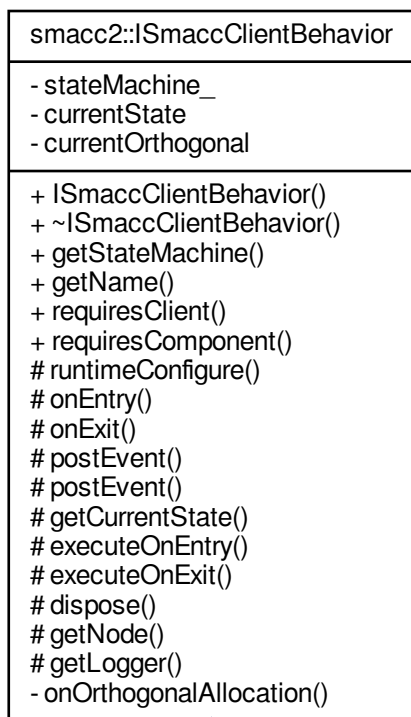 smacc2::ISmaccClientBehavior
- stateMachine_
- currentState
- currentOrthogonal
+ ISmaccClientBehavior()
+ ~ISmaccClientBehavior()
+ getStateMachine()
+ getName()
+ requiresClient()
+ requiresComponent()
# runtimeConfigure()
# onEntry()
# onExit()
# postEvent()
# postEvent()
# getCurrentState()
# executeOnEntry()
# executeOnExit()
# dispose()
# getNode()
# getLogger()
- onOrthogonalAllocation()